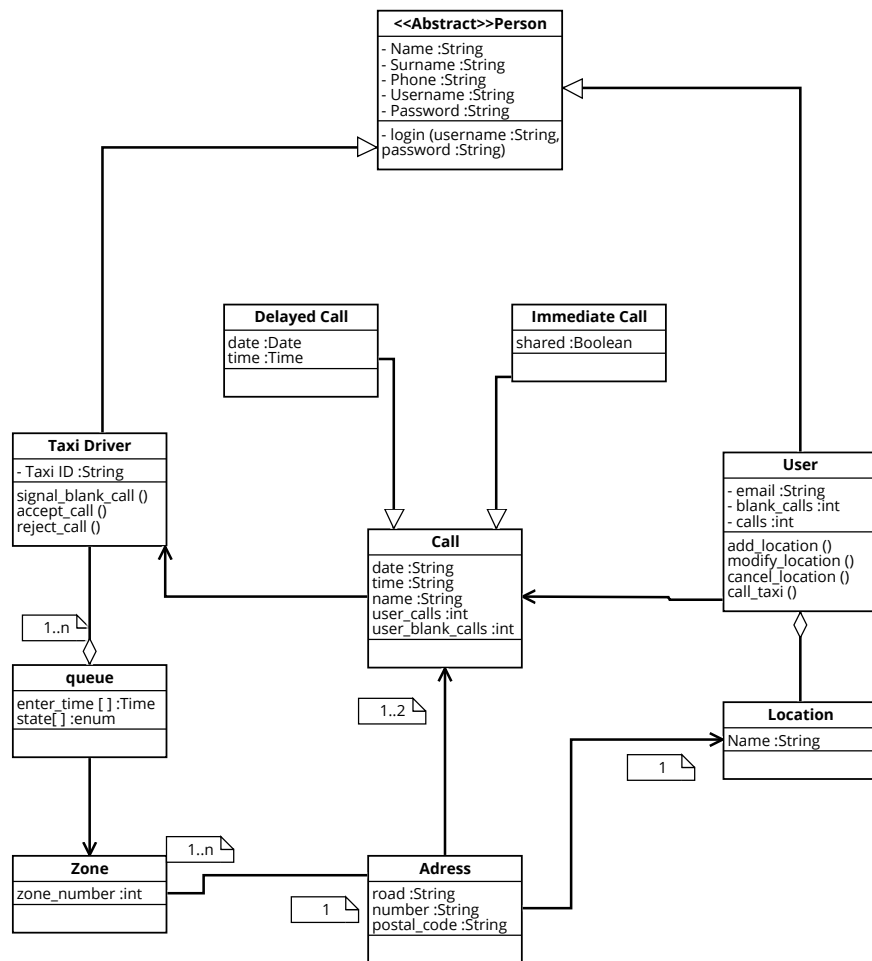 <<Abstract>>Person
- Name :String
- Surname :String
- Phone :String
- Username :String
- Password :String
- login (username :String,
password :String)
Delayed Call
date :Date
time :Time
Immediate Call
shared :Boolean
Taxi Driver
- Taxi ID :String
signal_blank_call ()
accept_call ()
reject_call ()
User
- email :String
- blank_calls :int
- calls :int
add_location ()
modify_location ()
cancel_location ()
call_taxi ()
Call
date :String
time :String
name :String
user_calls :int
user_blank_calls :int
1..n
queue
enter_time [ ] :Time
state[ ] :enum
1..2
Location
Name :String
1
1..n
Zone
zone_number :int
1
Adress
road :String
number :String
postal_code :String